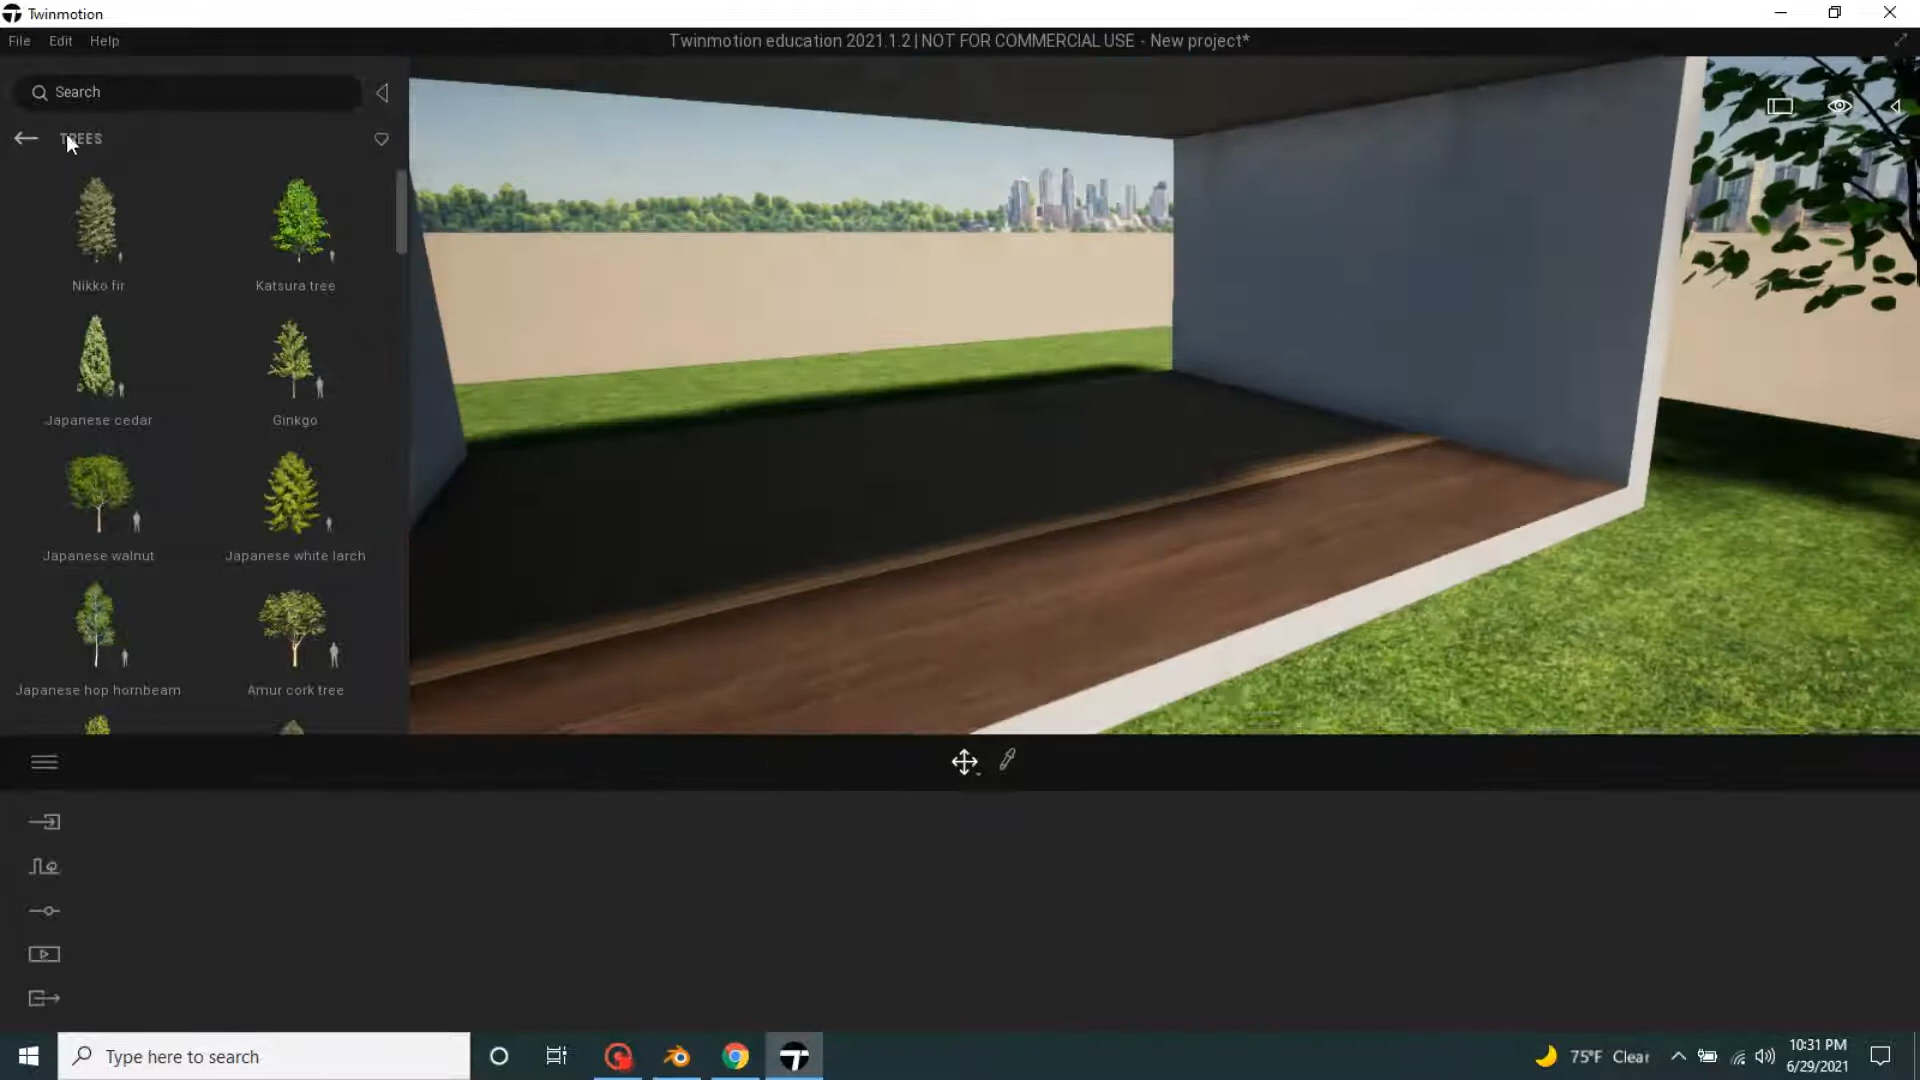 Twinmotion
File Edit Help
Twinmotion education 2021.1.2 | NOT FOR COMMERCIAL USE - New project*
Search
TREES
Nikko fir
Katsura tree
Japanese cedar
Ginkgo
Japanese walnut
Japanese white larch
Japanese hop hornbeam
Amur cork tree
Type here to search
75°F Clear
10:31 PM
6/29/2021